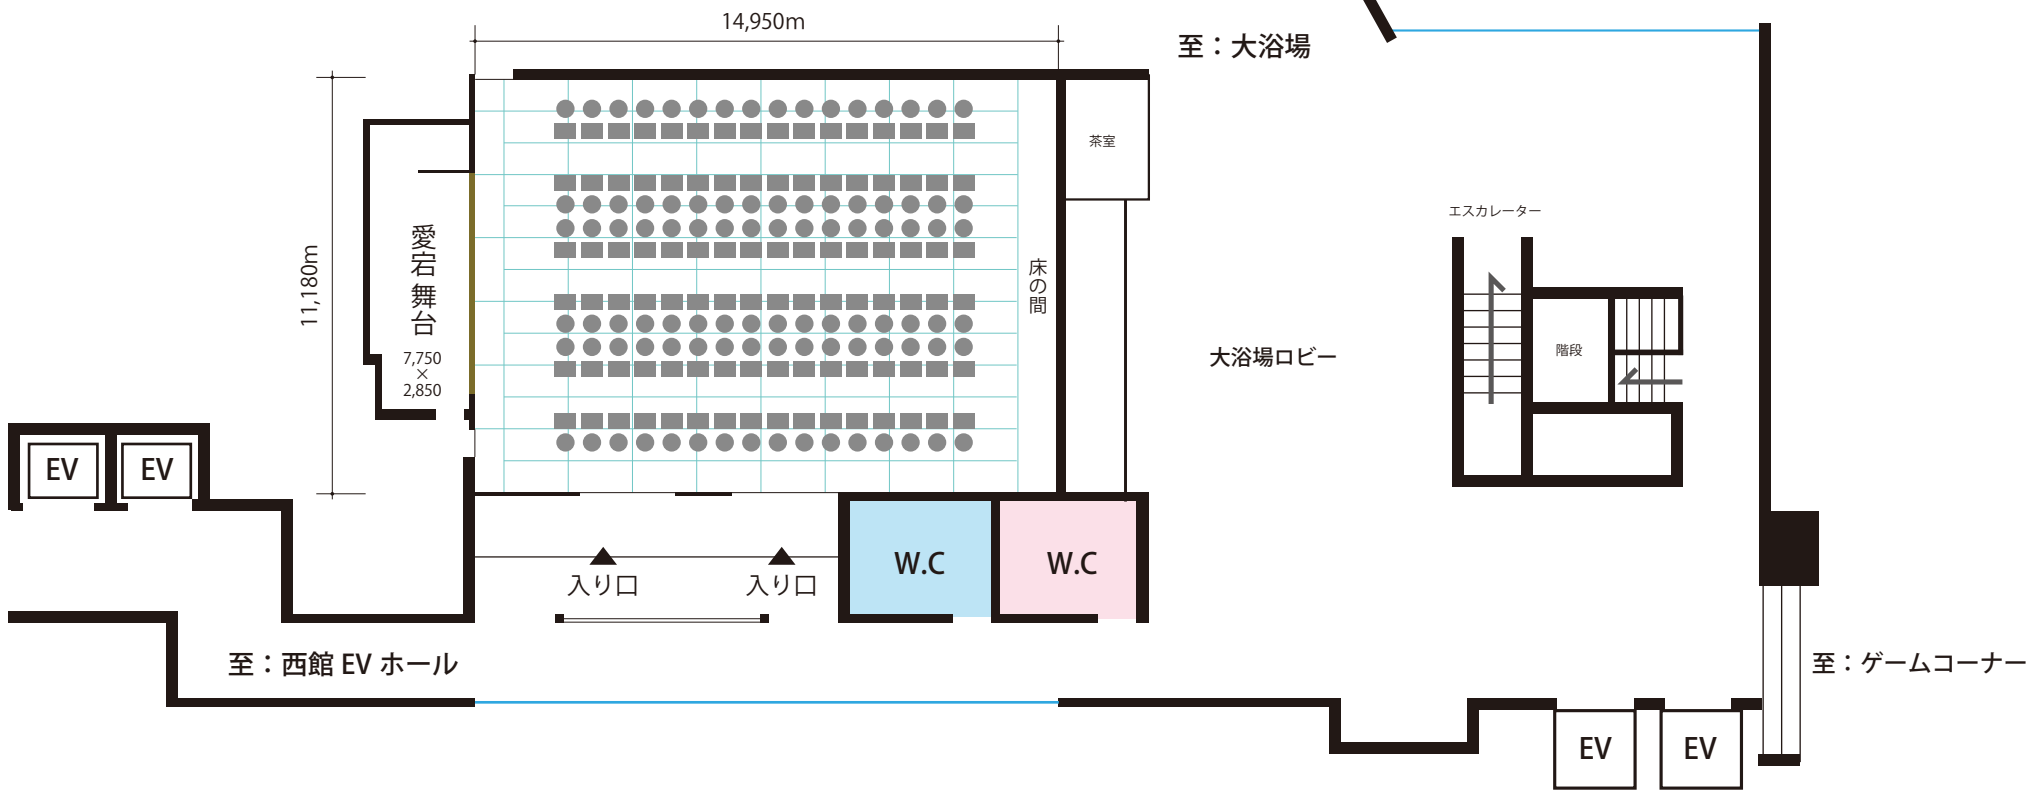 14,950m
至：大浴場
茶室
エスカレーター
11,180m
愛宕 舞台
7,750
×
2,850
床の間
大浴場ロビー
階段
EV
EV
W.C
W.C
入り口
入り口
至：西館 EV ホール
至：ゲームコーナー
EV
EV